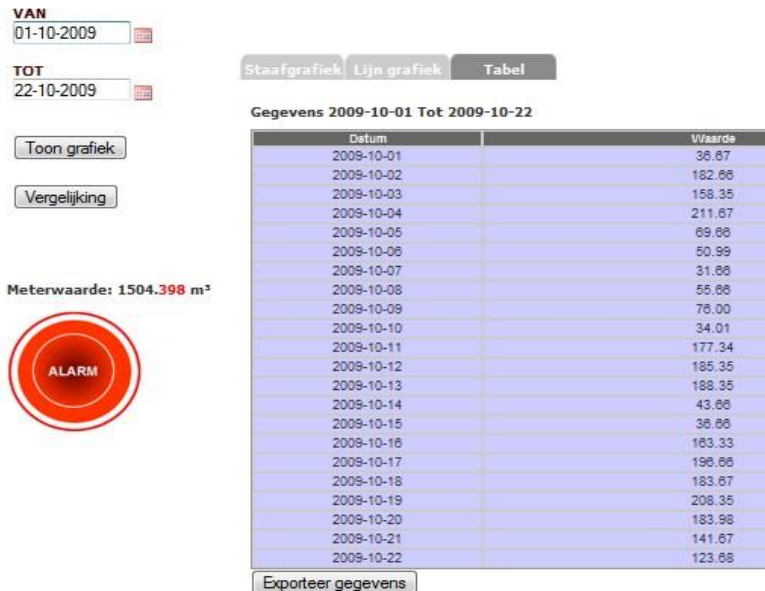 VAN
01-10-2009
TOT
22-10-2009
Toon grafiek
Vergelijking
Meterwaarde: 1504.398 m³
ALARM
Staafgrafiek Lijn grafiek Tabel
Gegevens 2009-10-01 Tot 2009-10-22
Datum Waarde
2009-10-01 36.67
2009-10-02 182.66
2009-10-03 158.35
2009-10-04 211.67
2009-10-05 69.66
2009-10-06 50.99
2009-10-07 31.66
2009-10-08 55.66
2009-10-09 76.00
2009-10-10 34.01
2009-10-11 177.34
2009-10-12 185.35
2009-10-13 188.35
2009-10-14 43.66
2009-10-15 36.66
2009-10-16 163.33
2009-10-17 196.66
2009-10-18 183.67
2009-10-19 208.35
2009-10-20 183.98
2009-10-21 141.67
2009-10-22 123.68
Exporteer gegevens